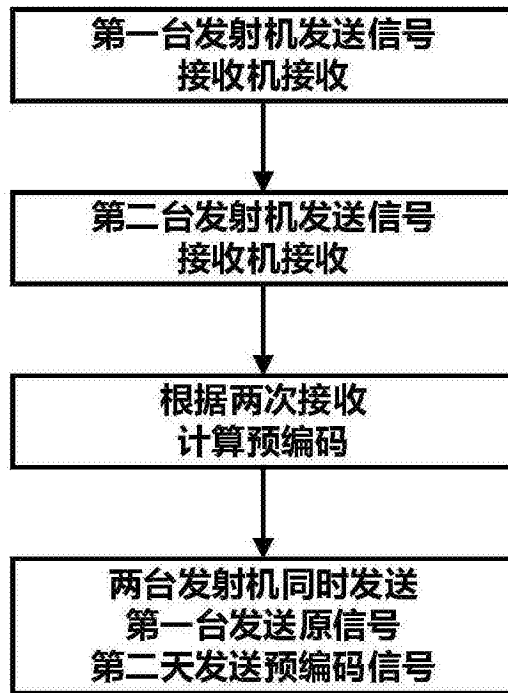 第一台发射机发送信号
接收机接收
第二台发射机发送信号
接收机接收
根据两次接收
计算预编码
两台发射机同时发送
第一台发送原信号
第二天发送预编码信号